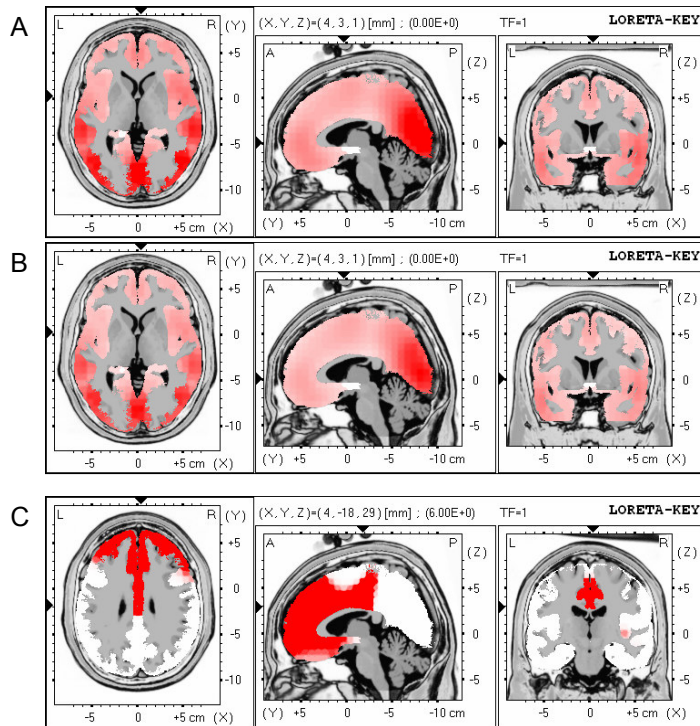 A
L R (Y) (X,Y,Z)=(4,3,1) [mm] ; (0.00E+0) TF=1 LORETA-KEY
A P (Z) L R (Z)
+5 +5 +5
0 0 0
-5 -5 -5
-10
-5 0 +5 cm (X) (Y) +5 0 -5 -10 cm -5 0 +5 cm (X)
B
L R (Y) (X,Y,Z)=(4,3,1) [mm] ; (0.00E+0) TF=1 LORETA-KEY
A P (Z) L R (Z)
+5 +5 +5
0 0 0
-5 -5 -5
-10
-5 0 +5 cm (X) (Y) +5 0 -5 -10 cm -5 0 +5 cm (X)
C
L R (Y) (X,Y,Z)=(4,-18,29) [mm] ; (6.00E+0) TF=1 LORETA-KEY
A P (Z) L R (Z)
+5 +5 +5
0 0 0
-5 -5 -5
-10
-5 0 +5 cm (X) (Y) +5 0 -5 -10 cm -5 0 +5 cm (X)